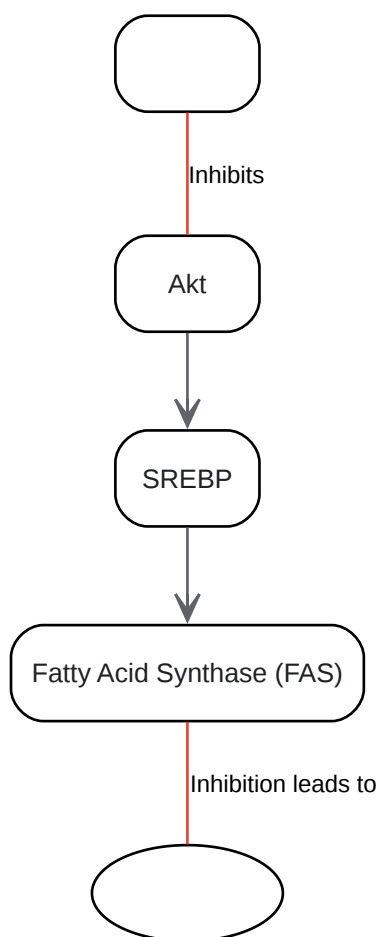 Inhibits
Akt
SREBP
Fatty Acid Synthase (FAS)
Inhibition leads to